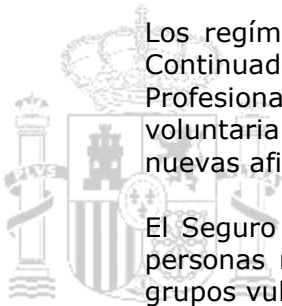 Los regím
Continuad
Profesiona
voluntaria
nuevas afi
El Seguro
personas r
grupos vul